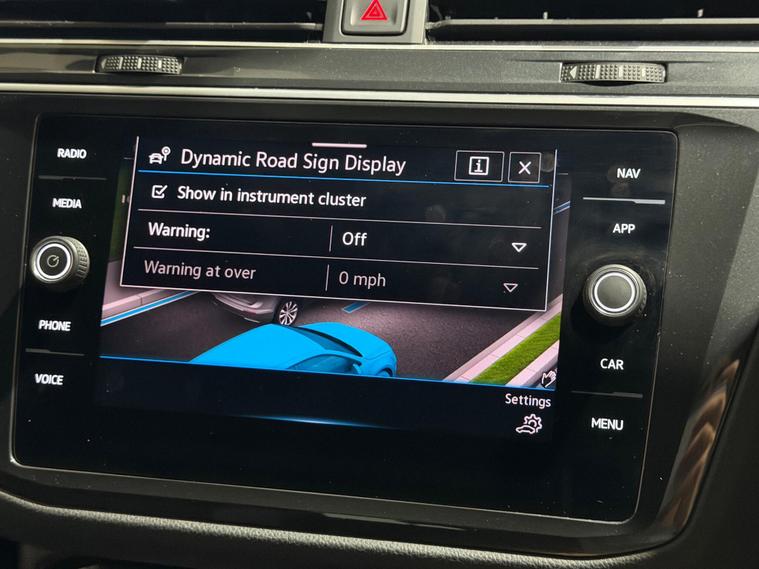 RADIO
MEDIA
PHONE
VOICE
Dynamic Road Sign Display
Show in instrument cluster
Warning: Off
Warning at over 0 mph
Settings
NAV
APP
CAR
MENU